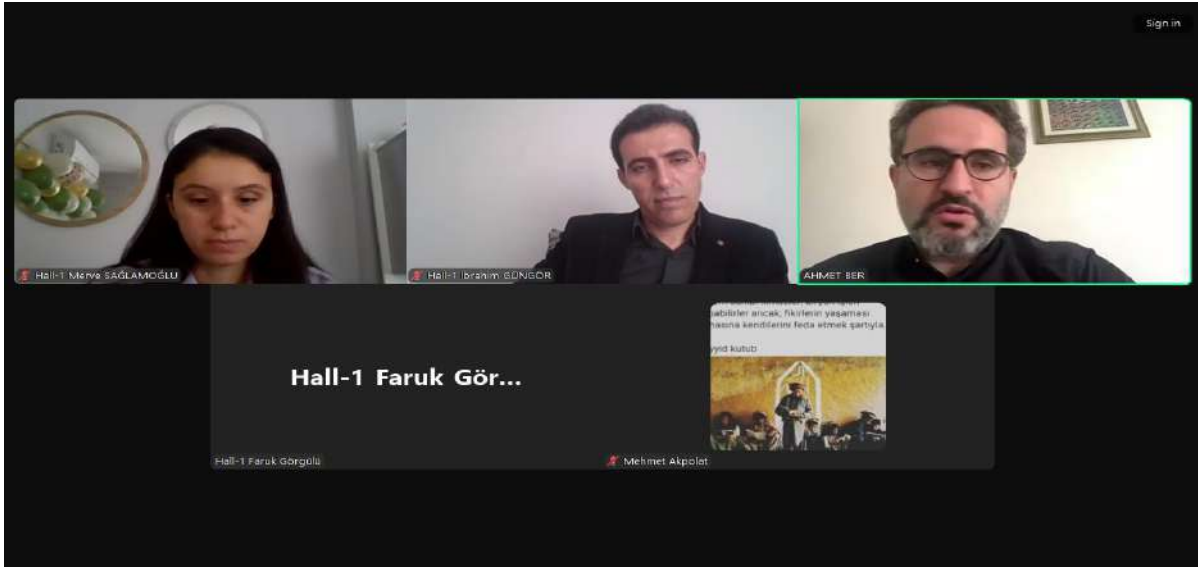 Sign in
Hall-1 Merve SAĞLAMOĞLU
Hall-1 İbrahim GÜNGÖR
AHMET BER
abilirler ancak, fikirlerin yaşaması
kendilerini feda etmek şartıyla.
yyid kutub
Hall-1 Faruk Gör...
Hall-1 Faruk Görgülü
Mehmet Akpolat